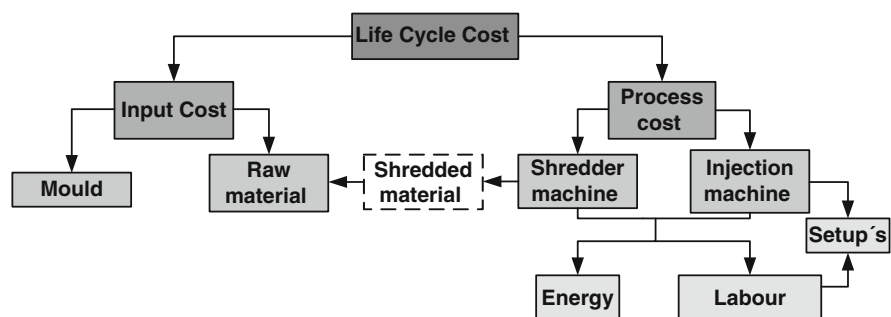 Life Cycle Cost
Input Cost
Process
cost
Mould
Raw
material
Shredded
material
Shredder
machine
Injection
machine
Setup´s
Energy
Labour